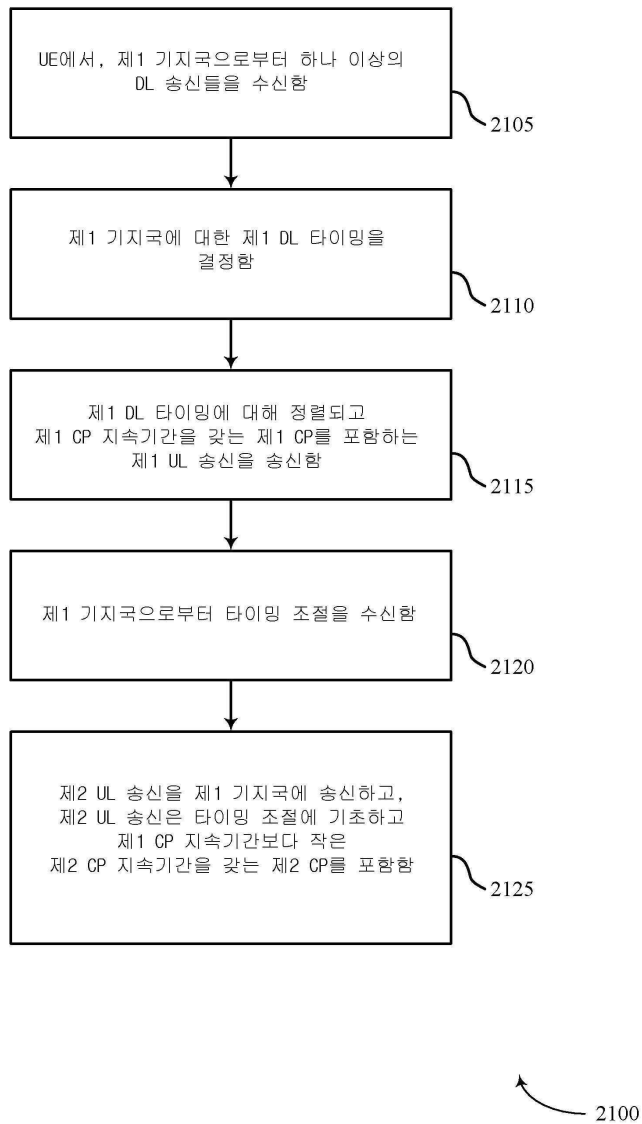 UE에서, 제1 기지국으로부터 하나 이상의
DL 송신들을 수신함
2105
제1 기지국에 대한 제1 DL 타이밍을
결정함
2110
제1 DL 타이밍에 대해 정렬되고
제1 CP 지속기간을 갖는 제1 CP를 포함하는
제1 UL 송신을 송신함
2115
제1 기지국으로부터 타이밍 조절을 수신함
2120
제2 UL 송신을 제1 기지국에 송신하고,
제2 UL 송신은 타이밍 조절에 기초하고
제1 CP 지속기간보다 작은
제2 CP 지속기간을 갖는 제2 CP를 포함함
2125
2100